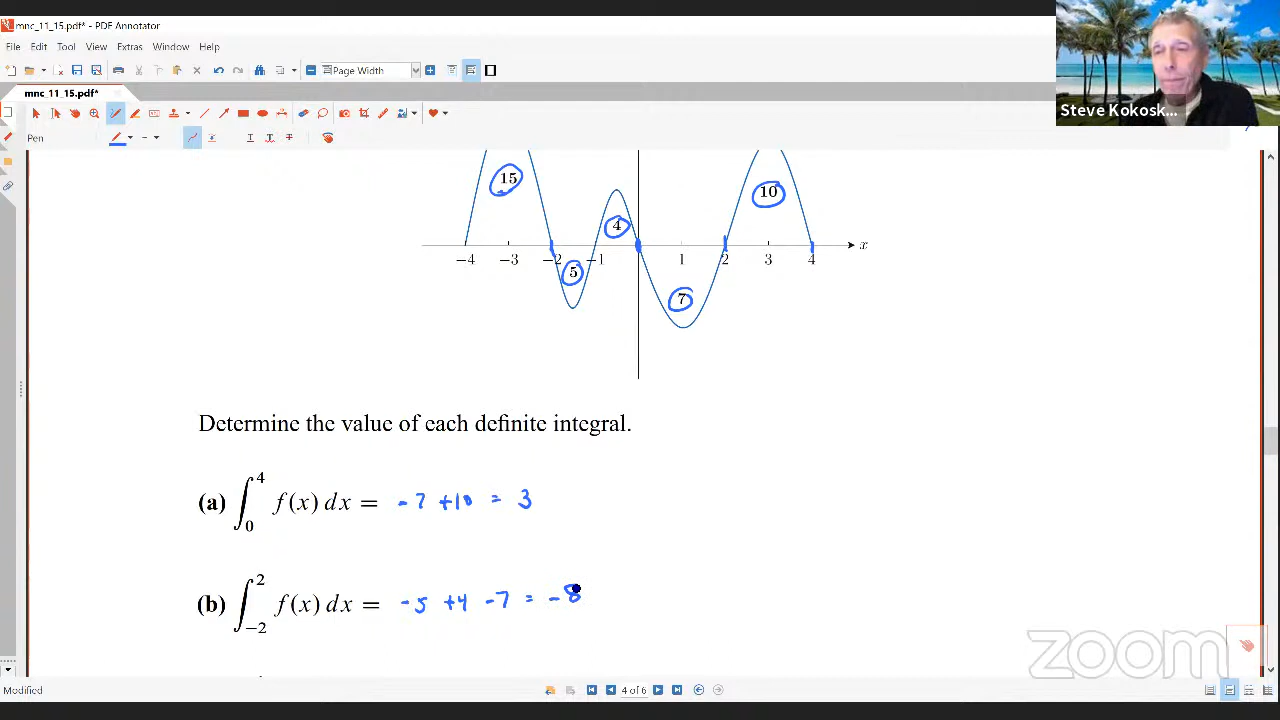 mnc_11_15.pdf* - PDF Annotator
File Edit Tool View Extras Window Help
Page Width
mnc_11_15.pdf*
Pen
Steve Kokosk...
15 4 10
x
−4 −3 −2 −1 1 2 3 4
5
7
Determine the value of each definite integral.
(a) ∫₀⁴ f(x) dx = -7 +10 = 3
(b) ∫₋₂² f(x) dx = -5 +4 -7 = -8
zoom
Modified
4 of 6